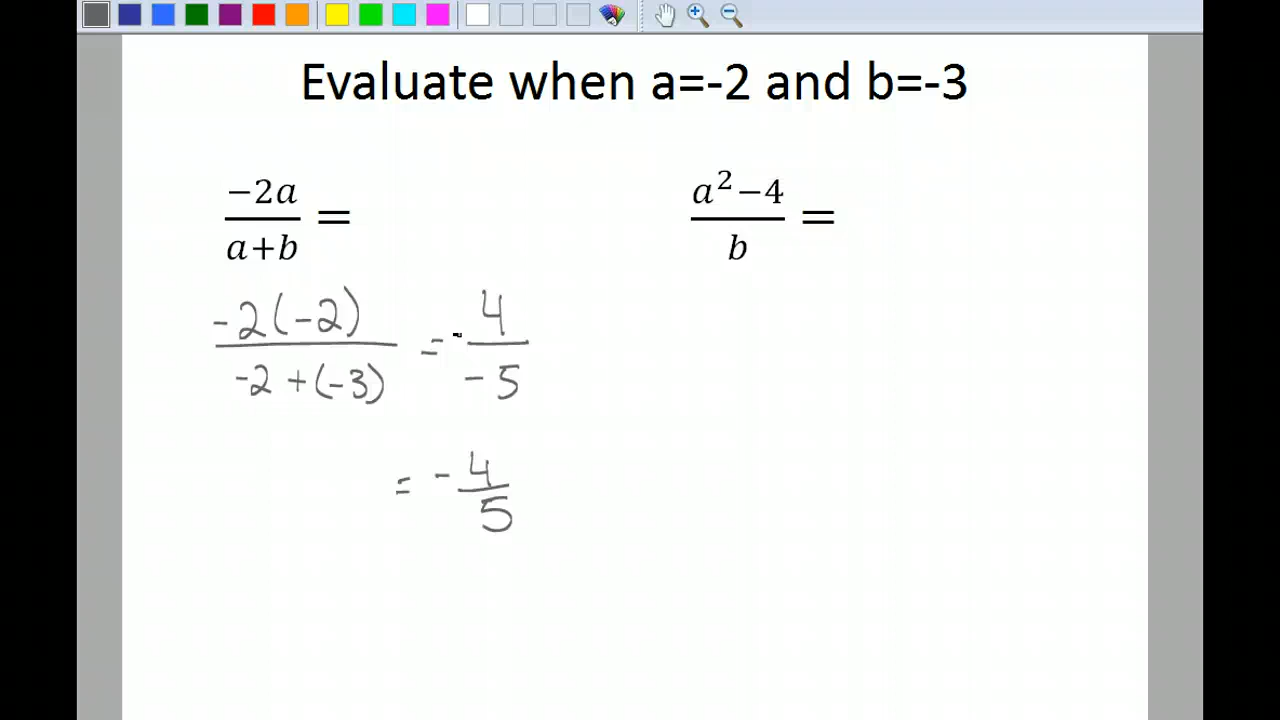 Evaluate when a=-2 and b=-3
−2a
a+b
=
a²−4
b
=
-2(-2)
-2+(-3)
=
4
-5
= -
4
5